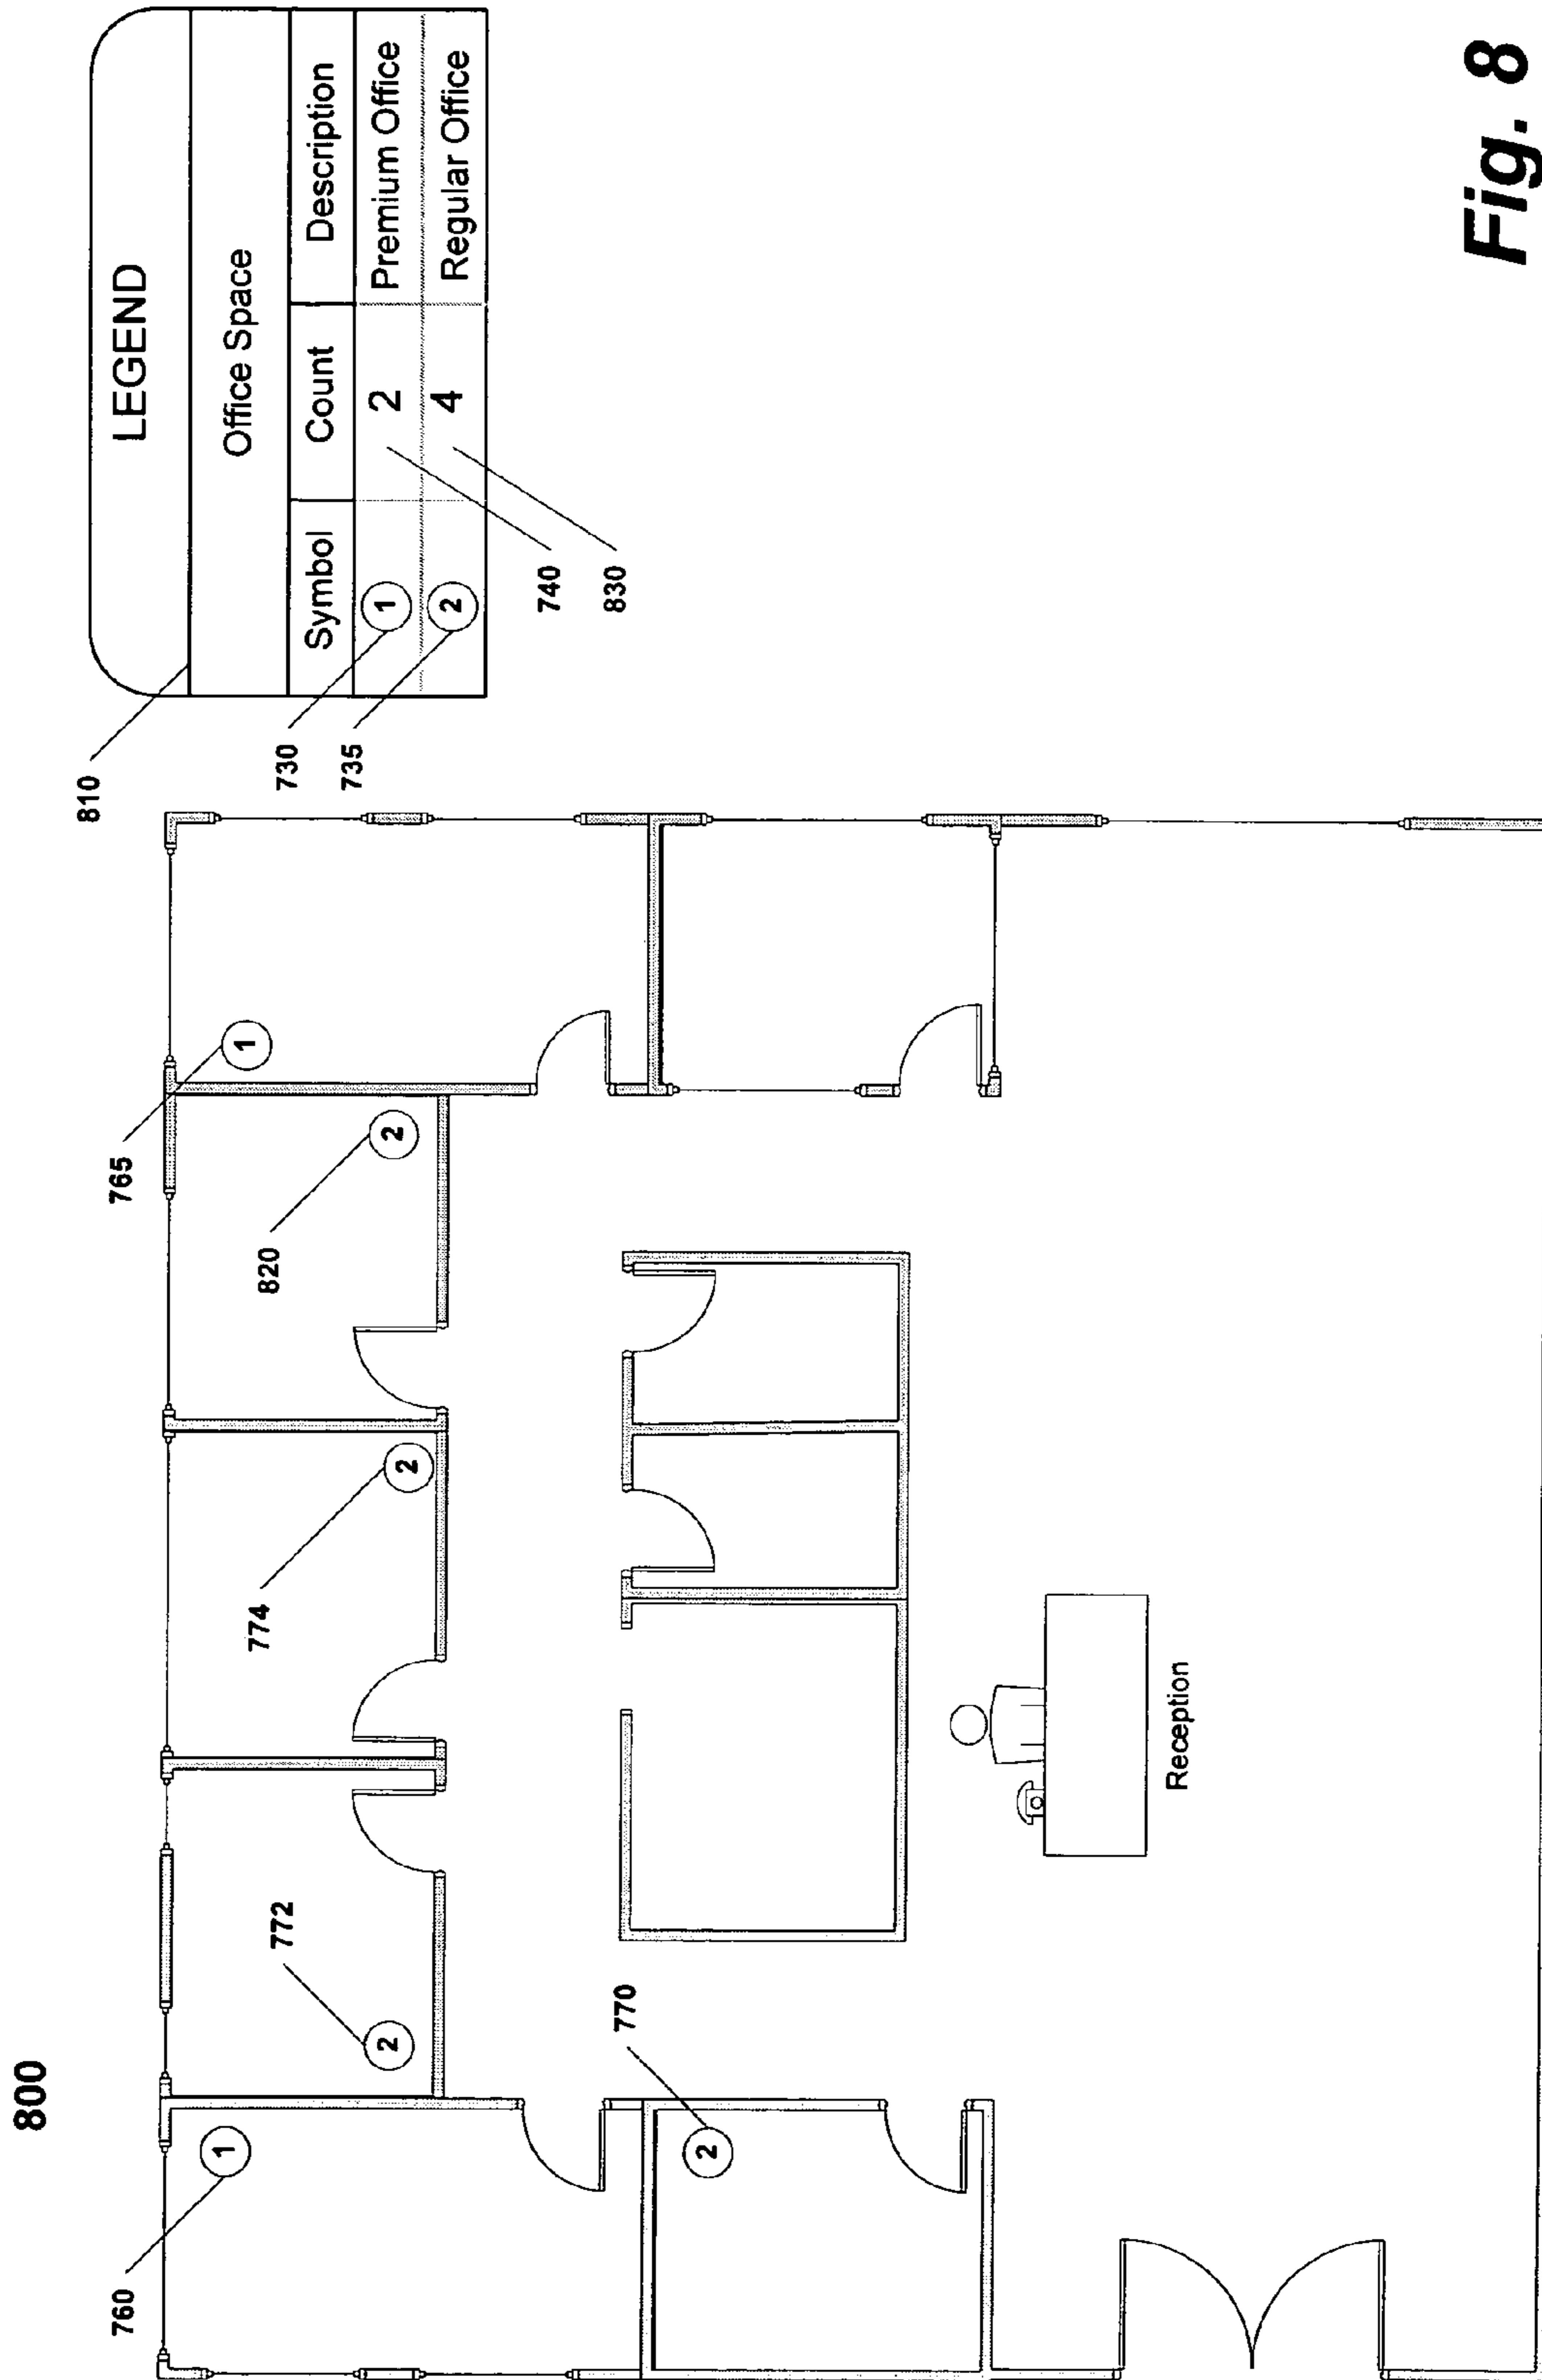 800
810
LEGEND
Office Space
Symbol Count Description
1 2 Premium Office
2 4 Regular Office
730
735
740
830
760
1
772
2
774
2
820
2
765
1
770
2
Reception
Fig. 8